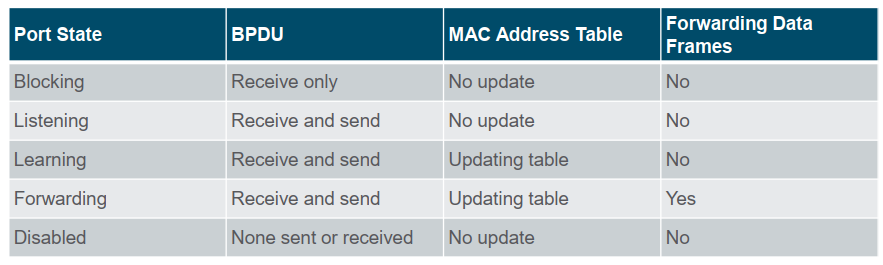 Port State BPDU MAC Address Table Forwarding Data Frames
Blocking Receive only No update No
Listening Receive and send No update No
Learning Receive and send Updating table No
Forwarding Receive and send Updating table Yes
Disabled None sent or received No update No